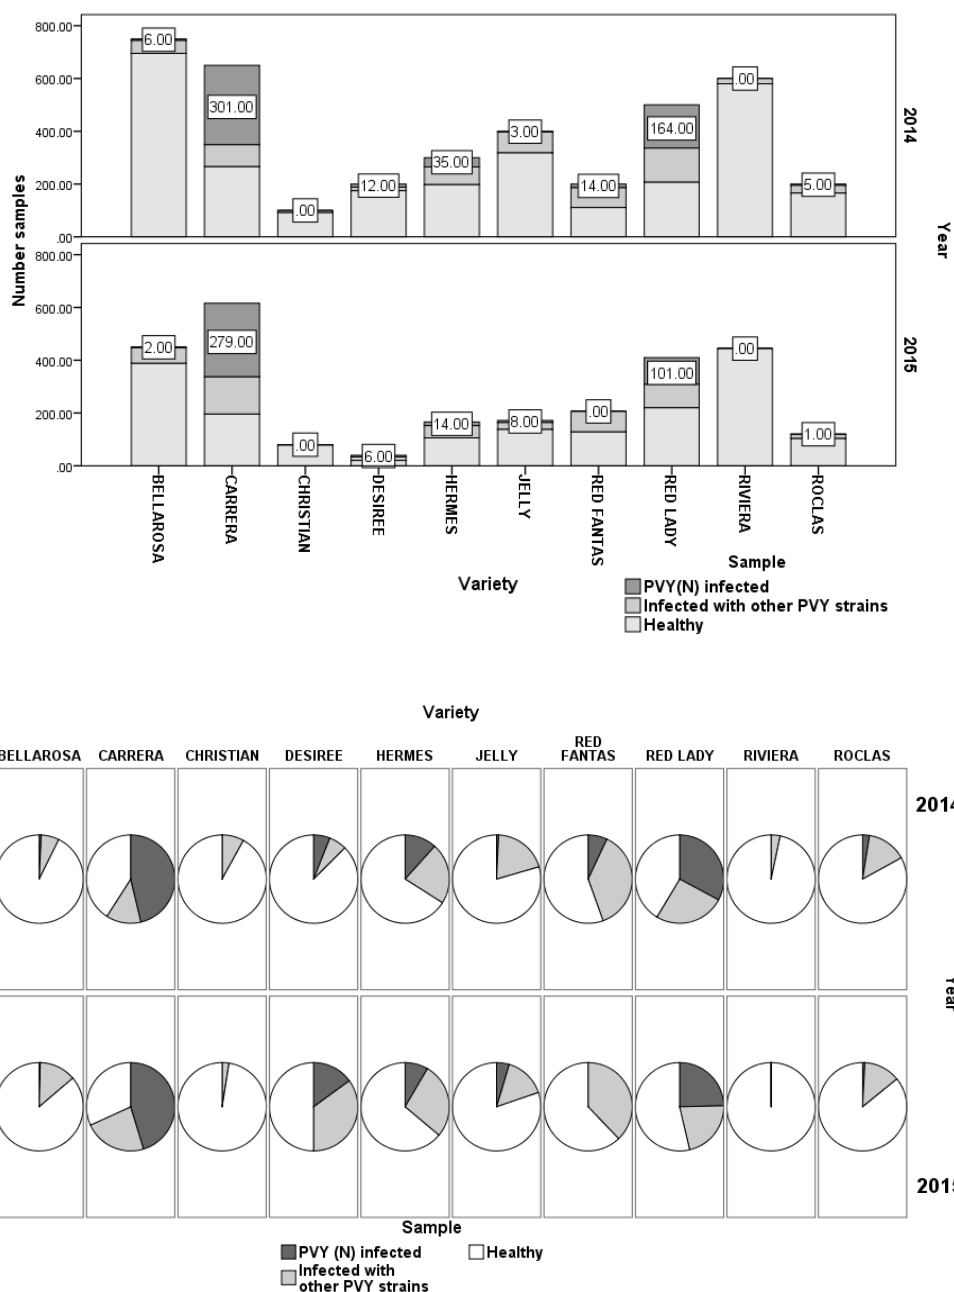 800.00
600.00
400.00
200.00
.00
6.00
301.00
.00
12.00
35.00
3.00
14.00
164.00
.00
5.00
2014
Number samples
Year
800.00
600.00
400.00
200.00
.00
2.00
279.00
.00
6.00
14.00
8.00
.00
101.00
.00
1.00
2015
BELLAROSA
CARRERA
CHRISTIAN
DESIREE
HERMES
JELLY
RED FANTAS
RED LADY
RIVIERA
ROCLAS
Variety
Sample
PVY(N) infected
Infected with other PVY strains
Healthy
Variety
BELLAROSA CARRERA CHRISTIAN DESIREE HERMES JELLY RED FANTAS RED LADY RIVIERA ROCLAS
2014
Year
2015
Sample
PVY (N) infected Healthy
Infected with
other PVY strains